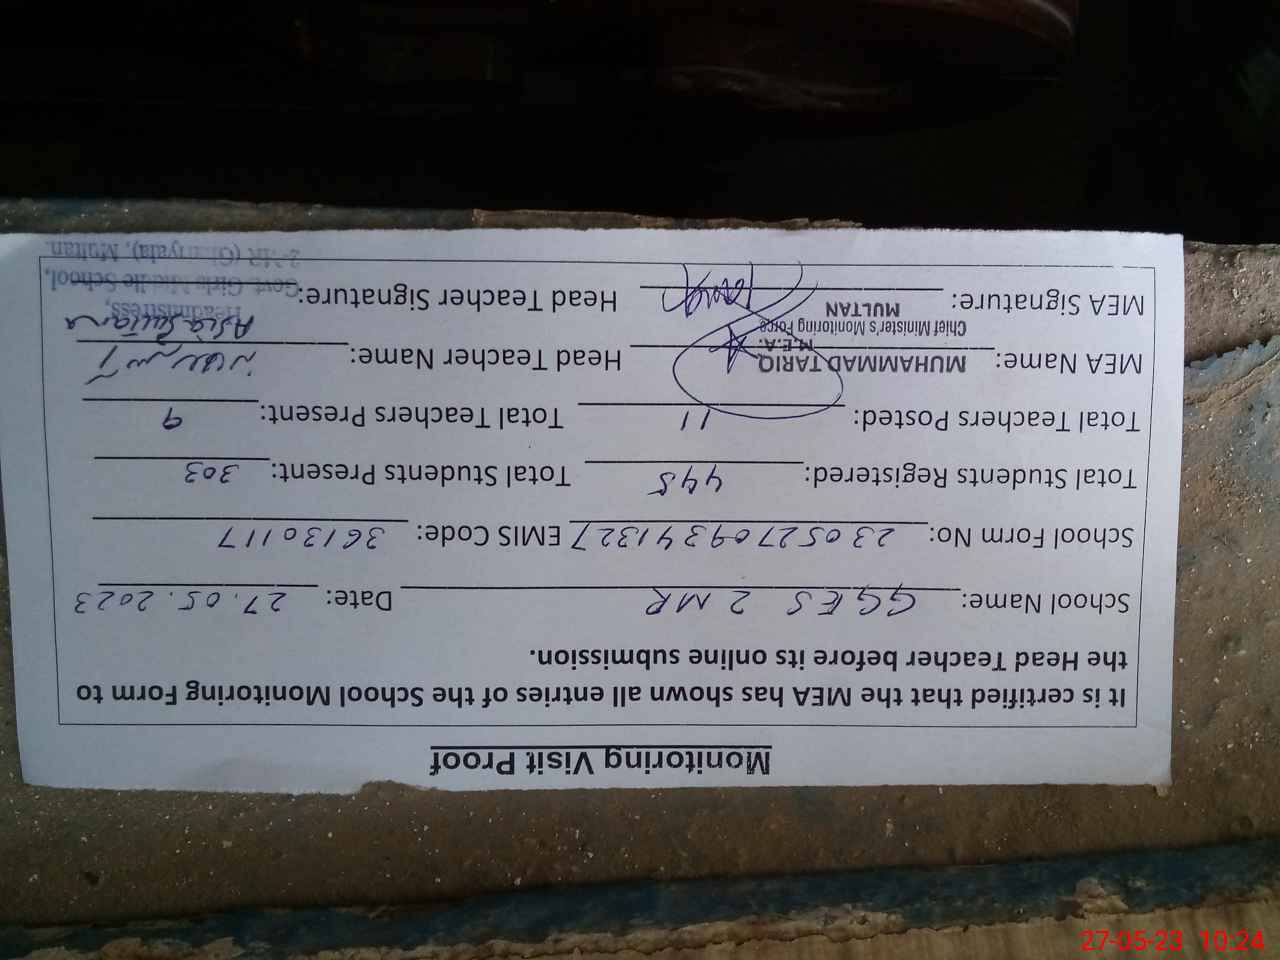 Monitoring Visit Proof
It is certified that the MEA has shown all entries of the School Monitoring Form to
the Head Teacher before its online submission.
School Name: GGES 2 MR Date: 27.05.2023
School Form No: 23052709341327 EMIS Code: 36130117
Total Students Registered: 445 Total Students Present: 303
Total Teachers Posted: 11 Total Teachers Present: 9
MEA Name: MUHAMMAD TARIQ Head Teacher Name:
M.E.A.
Chief Minister's Monitoring Force
MULTAN
Asia Sultana
MEA Signature: Head Teacher Signature:
Headmistress,
Govt. Girls Middle School,
2-MR (Ghariyala), Multan.
27-05-23 10:24